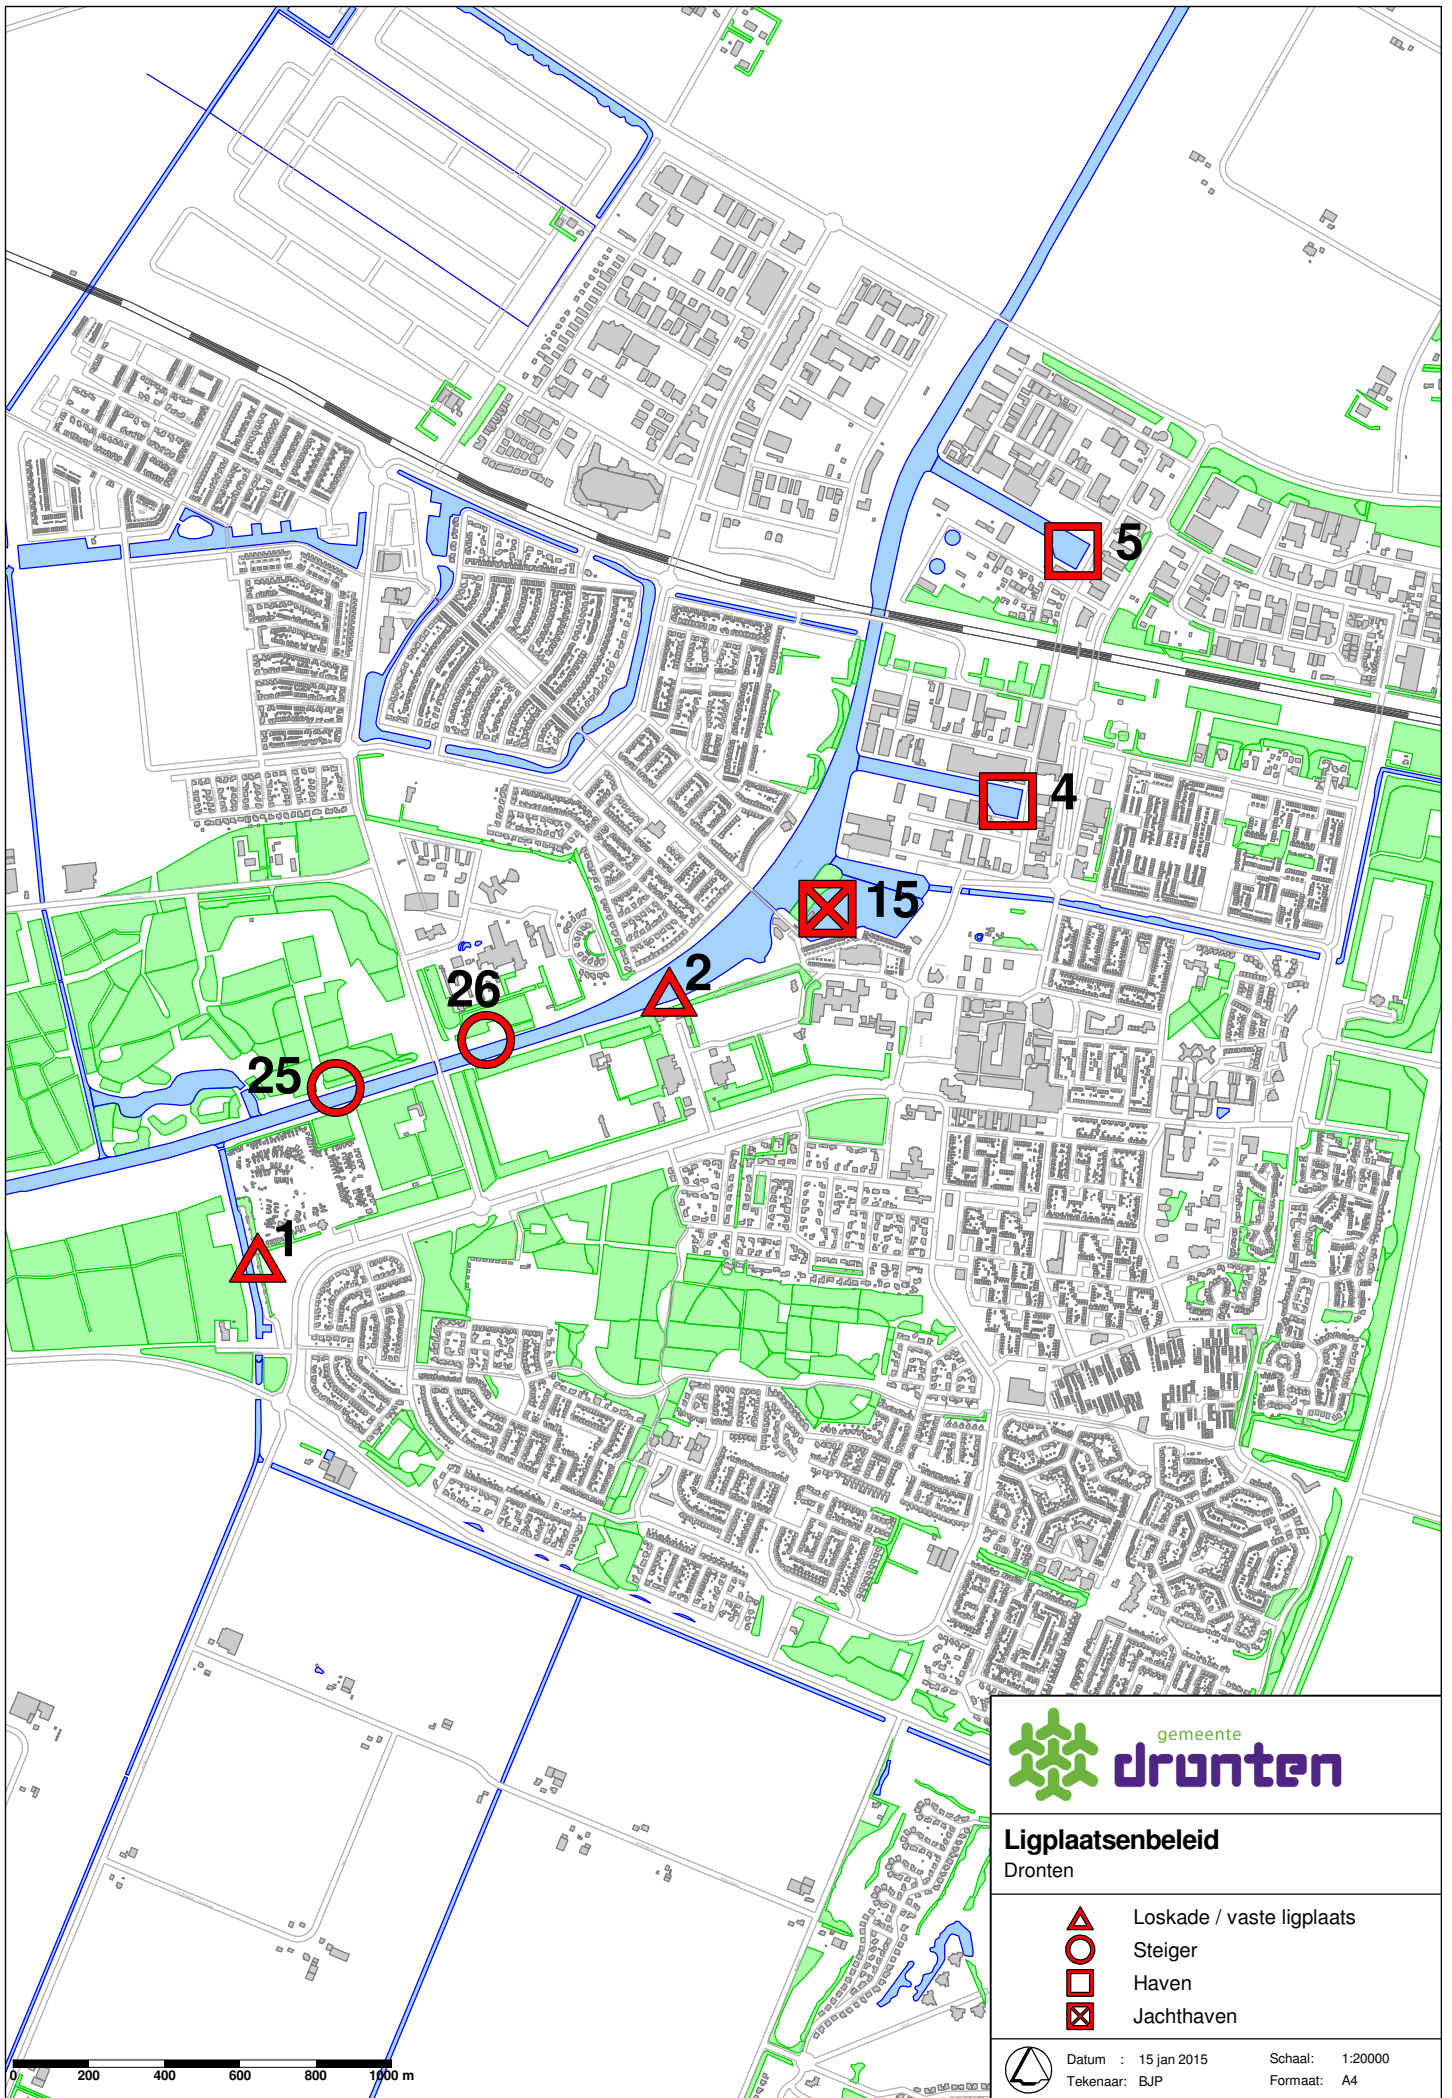 5
4
15
2
26
25
1
gemeente
dronten
Ligplaatsenbeleid
Dronten
Loskade / vaste ligplaats
Steiger
Haven
Jachthaven
Datum : 15 jan 2015 Schaal: 1:20000
Tekenaar: BJP Formaat: A4
0 200 400 600 800 1000 m